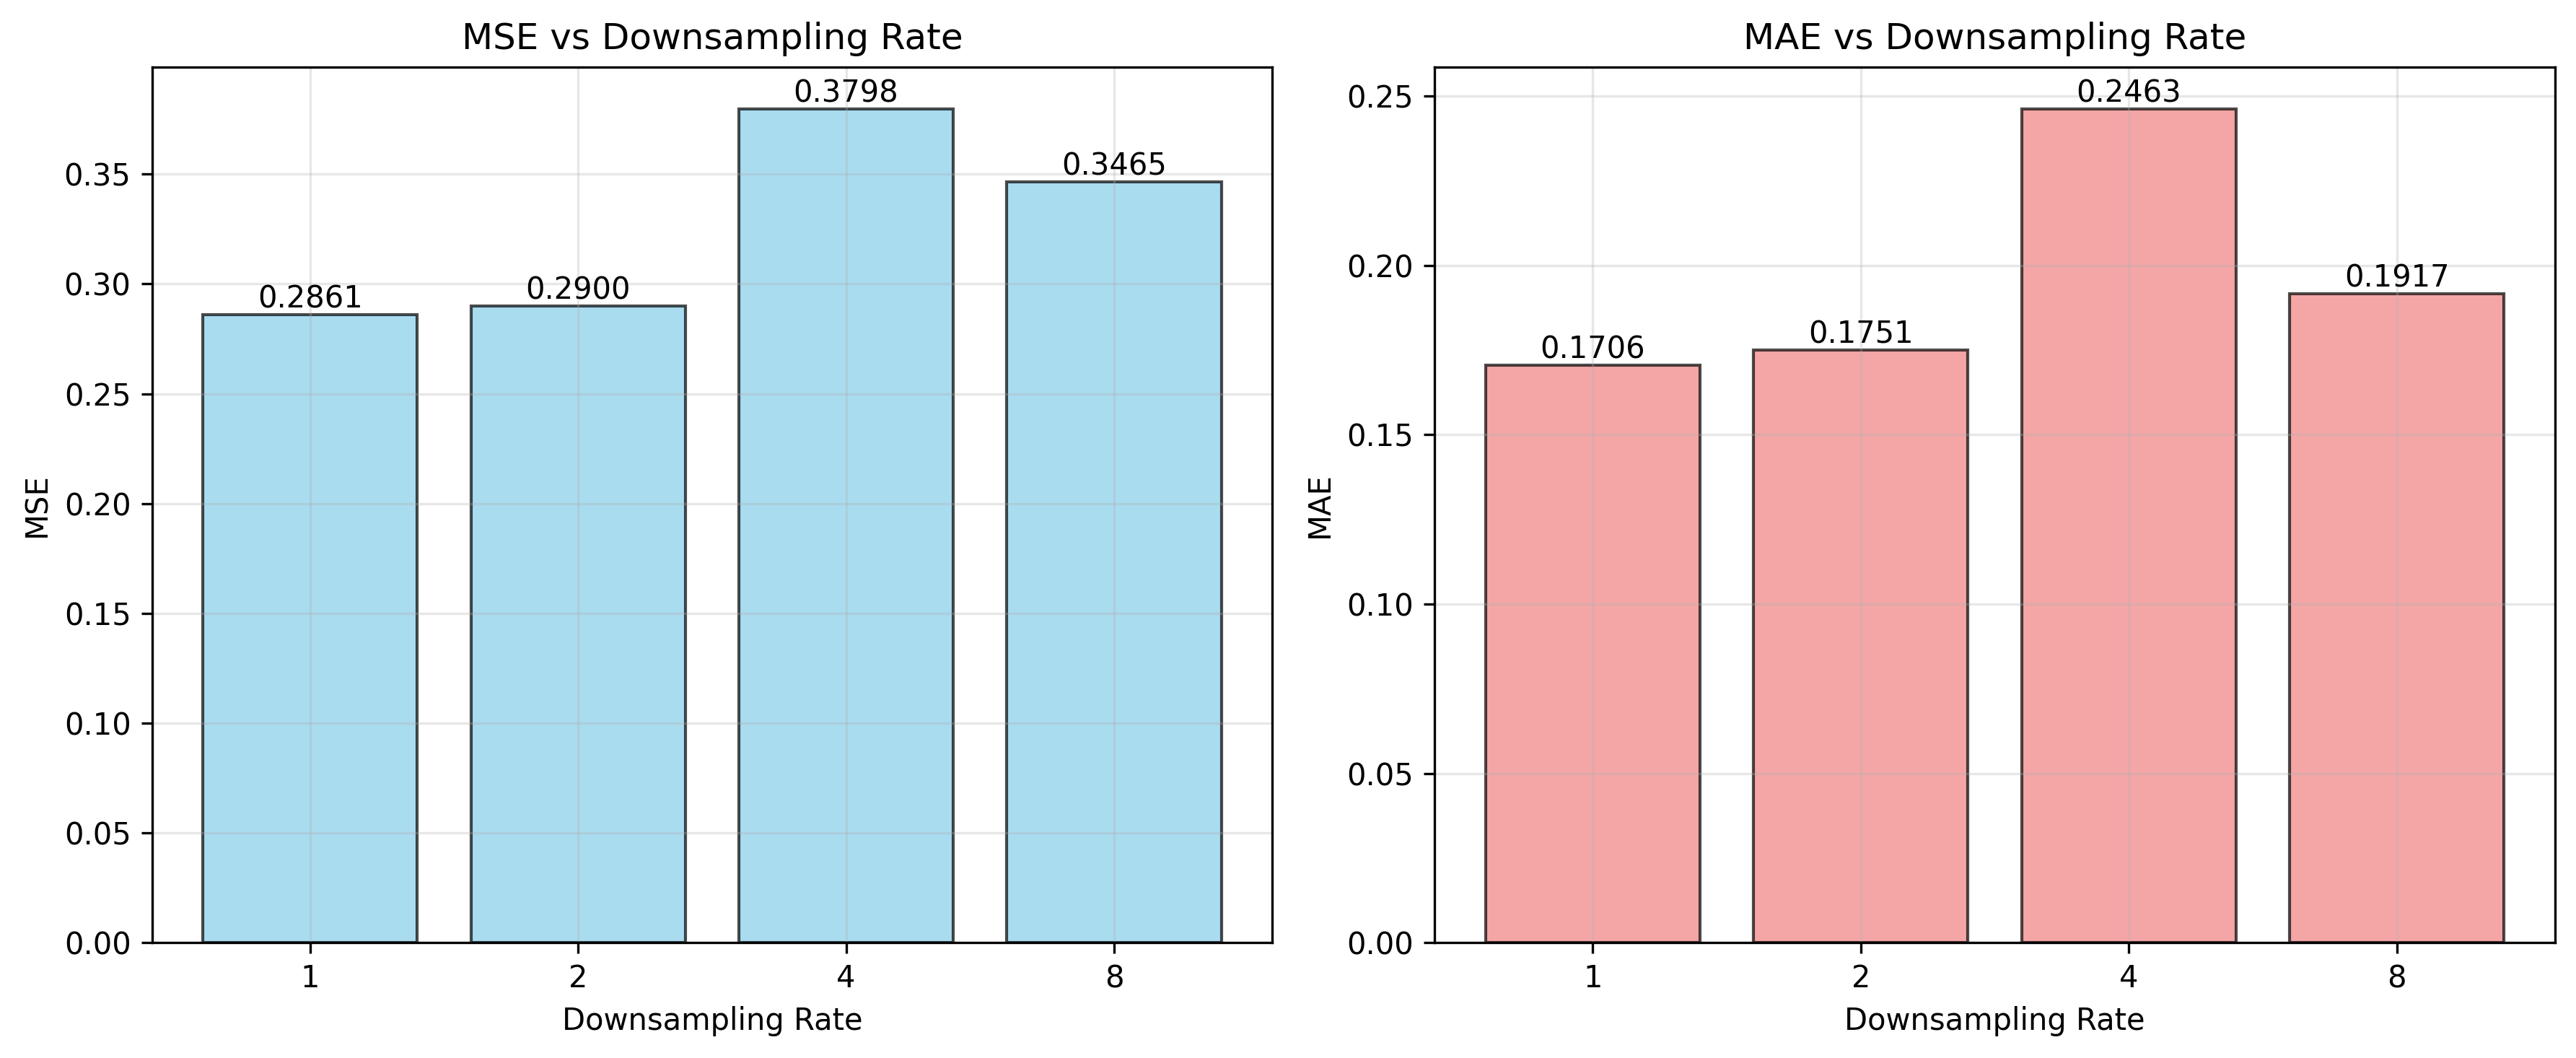 MSE vs Downsampling Rate
0.3798
0.3465
0.2861
0.2900
0.35
0.30
0.25
0.20
0.15
0.10
0.05
0.00
MSE
1 2 4 8
Downsampling Rate
MAE vs Downsampling Rate
0.2463
0.1917
0.1706
0.1751
0.25
0.20
0.15
0.10
0.05
0.00
MAE
1 2 4 8
Downsampling Rate